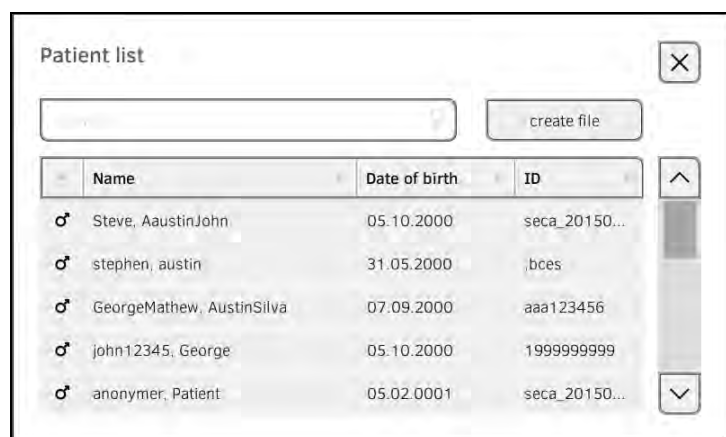 Patient list
create file
Name Date of birth ID
Steve, AaustinJohn 05.10.2000 seca_20150...
stephen, austin 31.05.2000 .bces
GeorgeMathew, AustinSilva 07.09.2000 aaa123456
john12345, George 05.10.2000 1999999999
anonymer, Patient 05.02.0001 seca_20150...